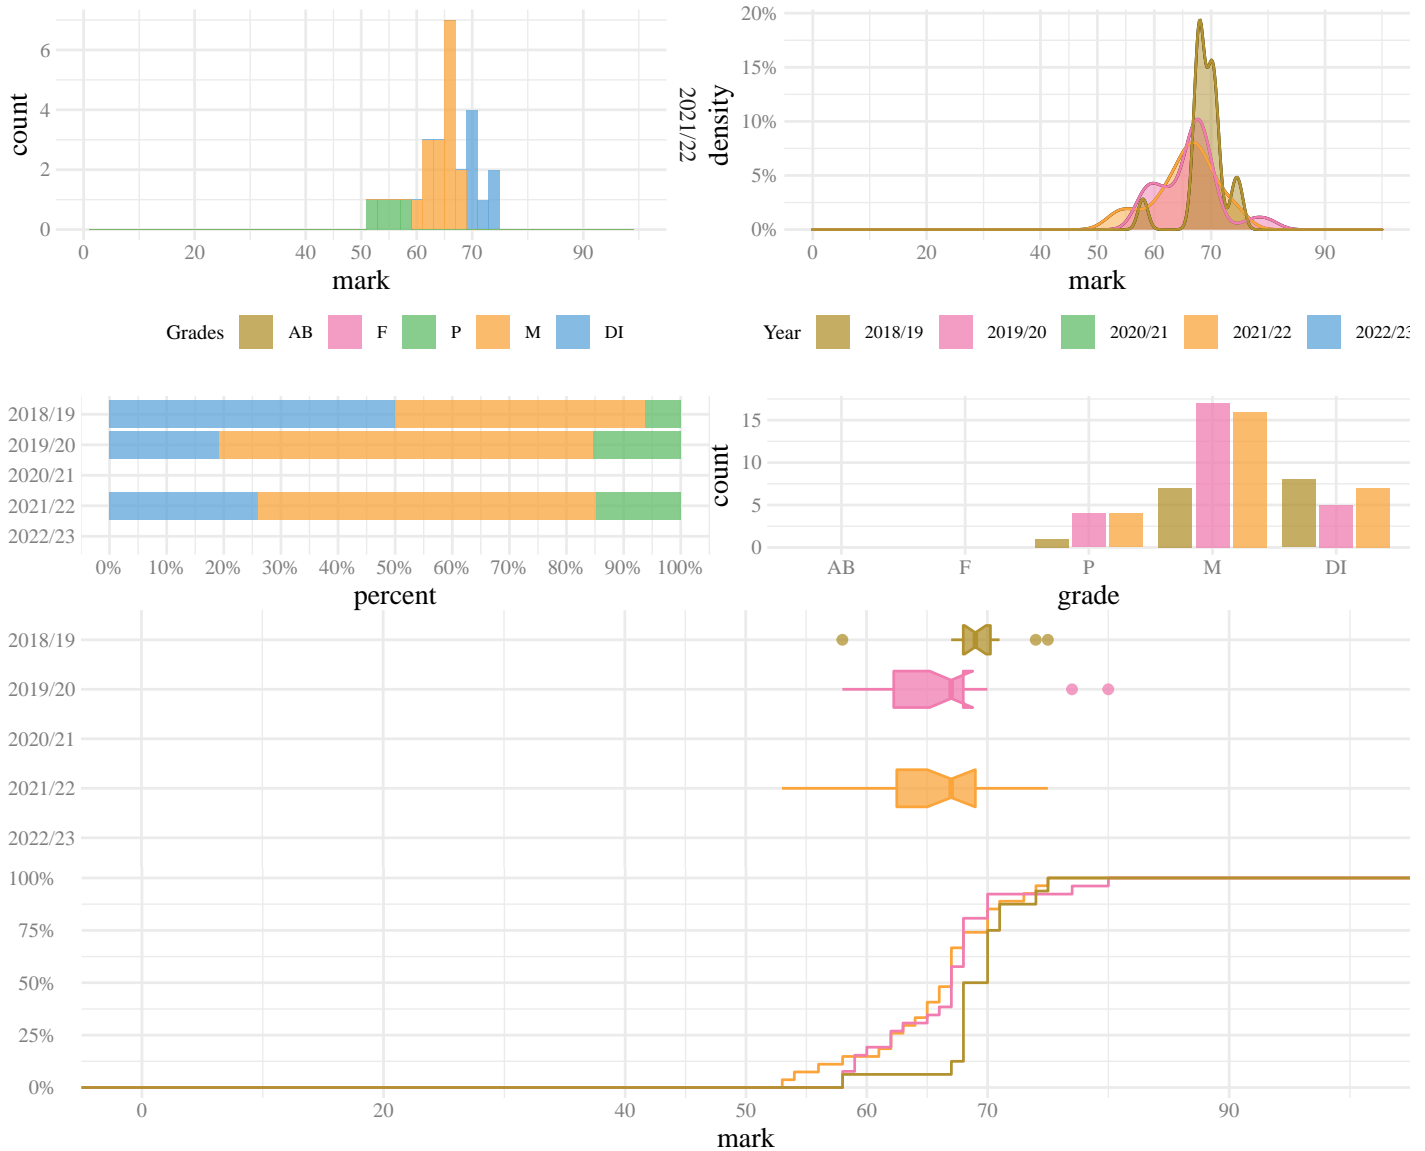 6
4
2
0
count
0 20 40 50 60 70 90
mark
2021/22
Grades AB F P M DI
20%
15%
10%
5%
0%
density
0 20 40 50 60 70 90
mark
Year 2018/19 2019/20 2020/21 2021/22 2022/23
2018/19
2019/20
2020/21
2021/22
2022/23
0% 10% 20% 30% 40% 50% 60% 70% 80% 90% 100%
percent
15
10
5
0
count
AB F P M DI
grade
2018/19
2019/20
2020/21
2021/22
2022/23
100%
75%
50%
25%
0%
0 20 40 50 60 70 90
mark